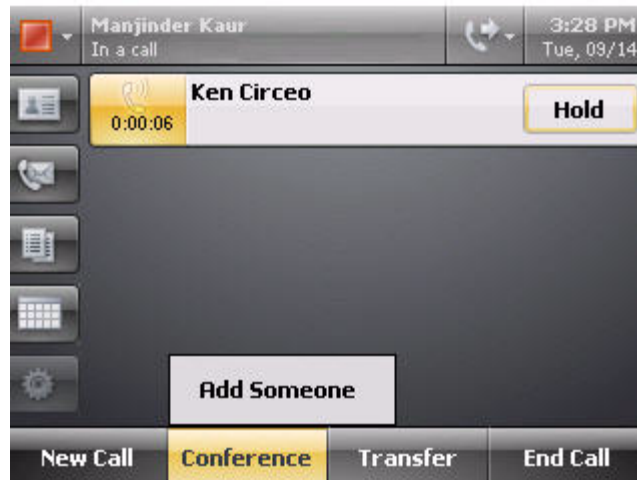 Manjinder Kaur
In a call
3:28 PM
Tue, 09/14
Ken Circeo
0:00:06
Hold
Add Someone
New Call
Conference
Transfer
End Call